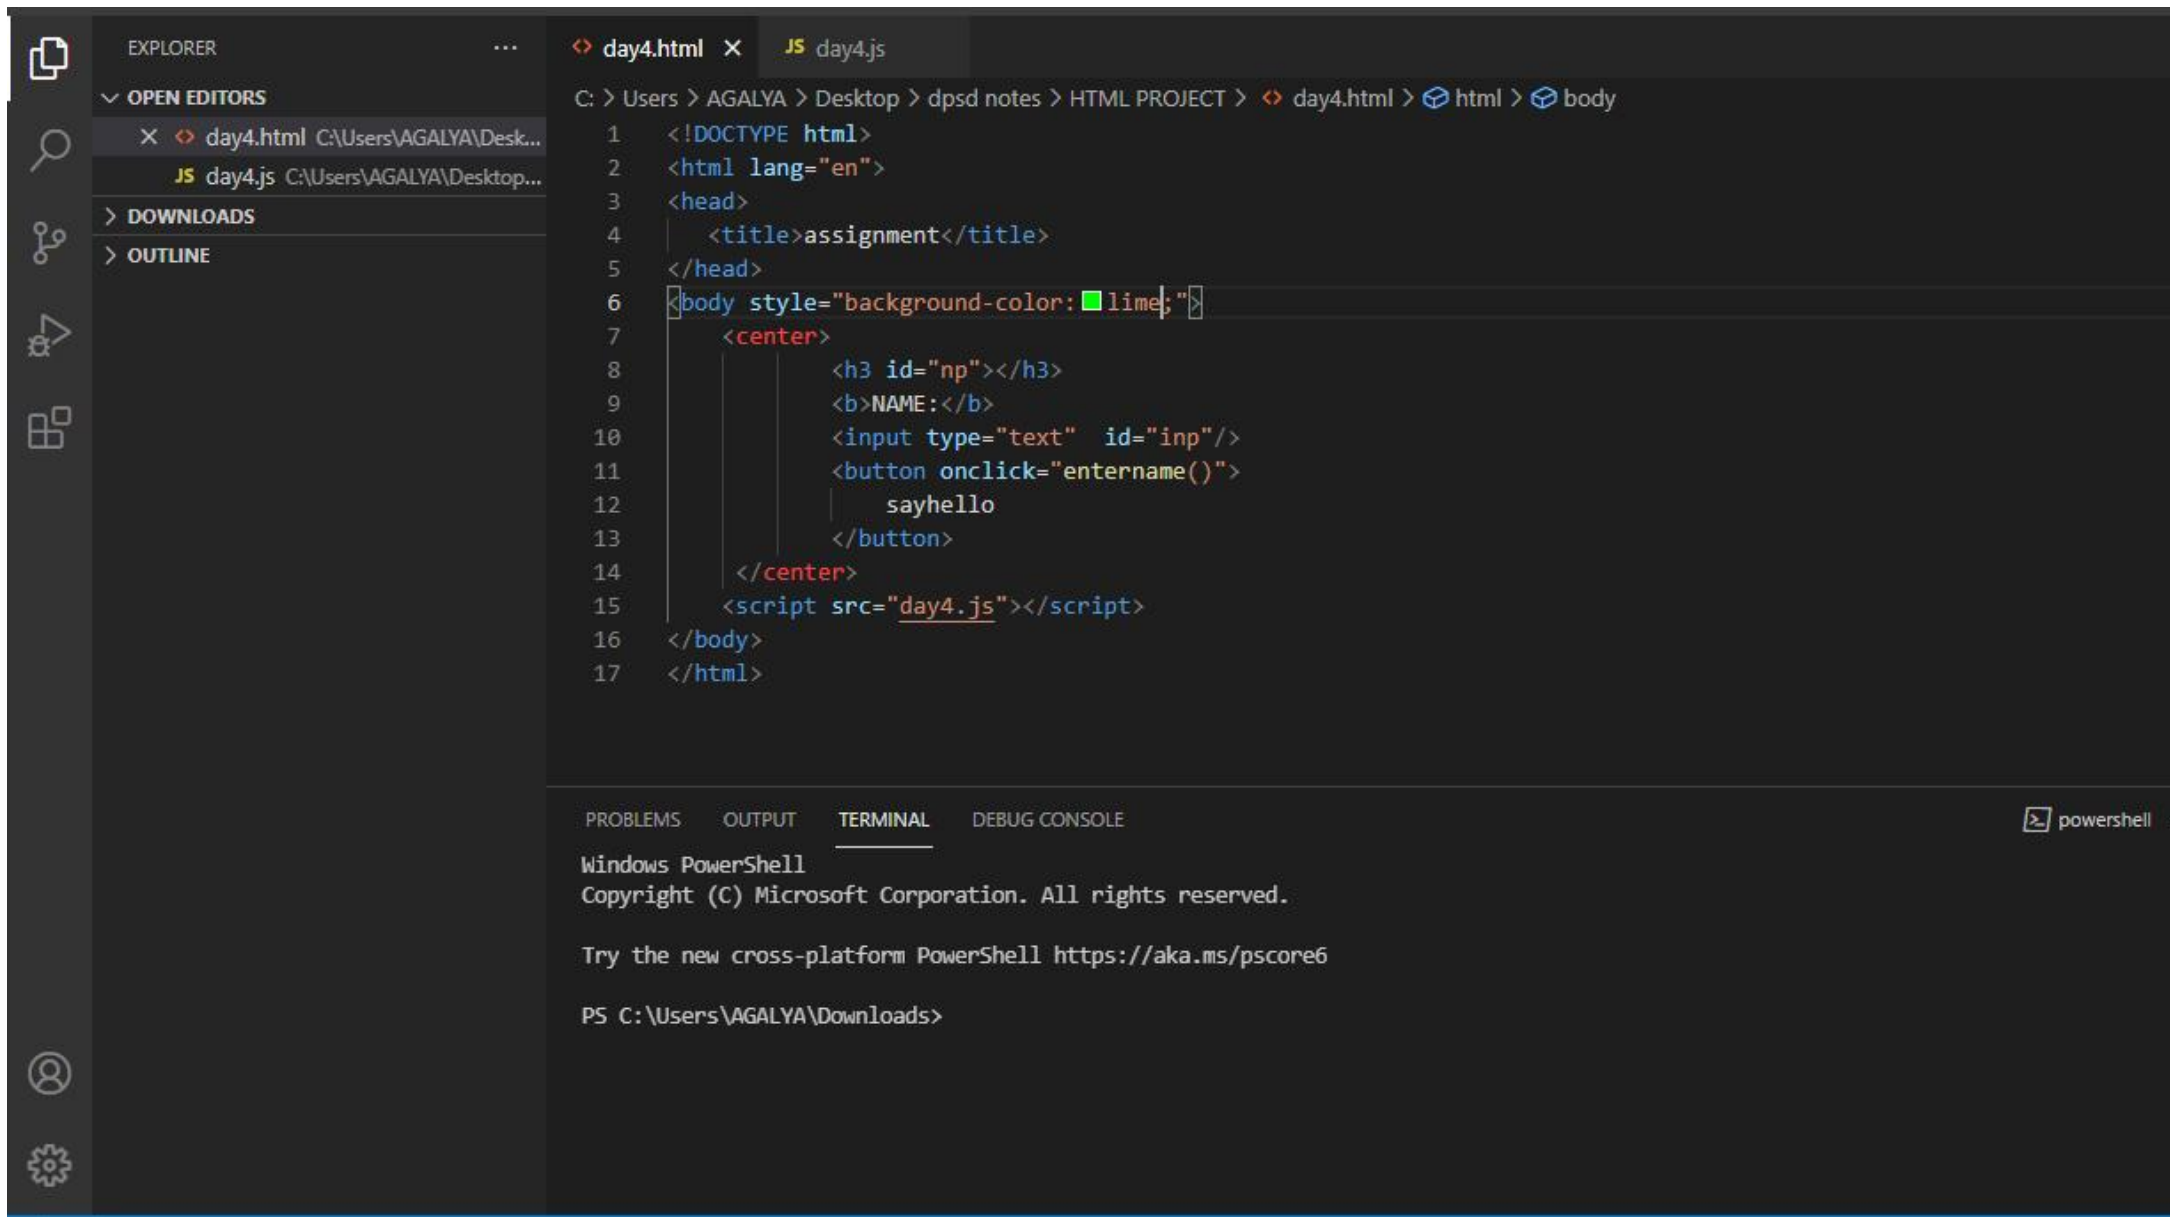 EXPLORER
OPEN EDITORS
day4.html C:\Users\AGALYA\Desk...
JS day4.js C:\Users\AGALYA\Desktop...
DOWNLOADS
OUTLINE
day4.html JS day4.js
C: > Users > AGALYA > Desktop > dpsd notes > HTML PROJECT > day4.html > html > body
1 <!DOCTYPE html>
2 <html lang="en">
3 <head>
4 <title>assignment</title>
5 </head>
6 <body style="background-color: lime;">
7 <center>
8 <h3 id="np"></h3>
9 <b>NAME:</b>
10 <input type="text"  id="inp"/>
11 <button onclick="entername()">
12 sayhello
13 </button>
14 </center>
15 <script src="day4.js"></script>
16 </body>
17 </html>
PROBLEMS OUTPUT TERMINAL DEBUG CONSOLE powershell
Windows PowerShell
Copyright (C) Microsoft Corporation. All rights reserved.
Try the new cross-platform PowerShell https://aka.ms/pscore6
PS C:\Users\AGALYA\Downloads>